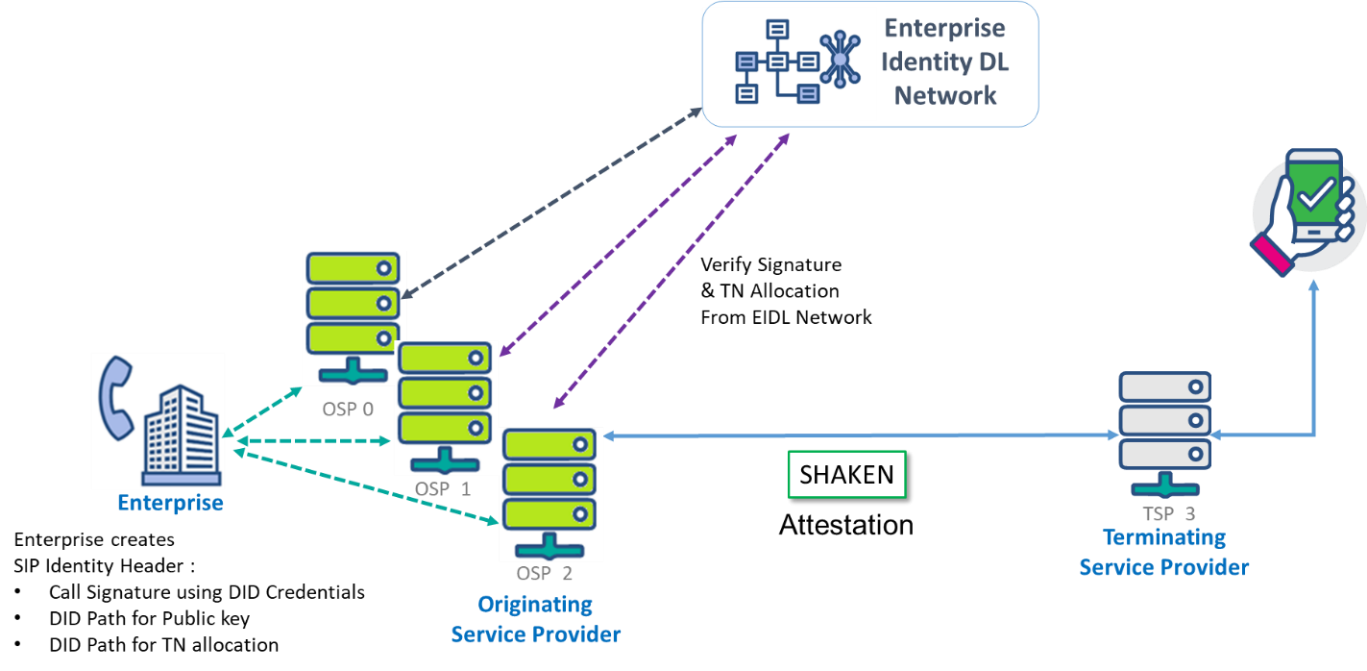 Enterprise
Identity DL
Network
Verify Signature
& TN Allocation
From EIDL Network
OSP 0
OSP 1
OSP 2
Enterprise
Enterprise creates
SIP Identity Header :
• Call Signature using DID Credentials
• DID Path for Public key
• DID Path for TN allocation
Originating
Service Provider
SHAKEN
Attestation
TSP 3
Terminating
Service Provider